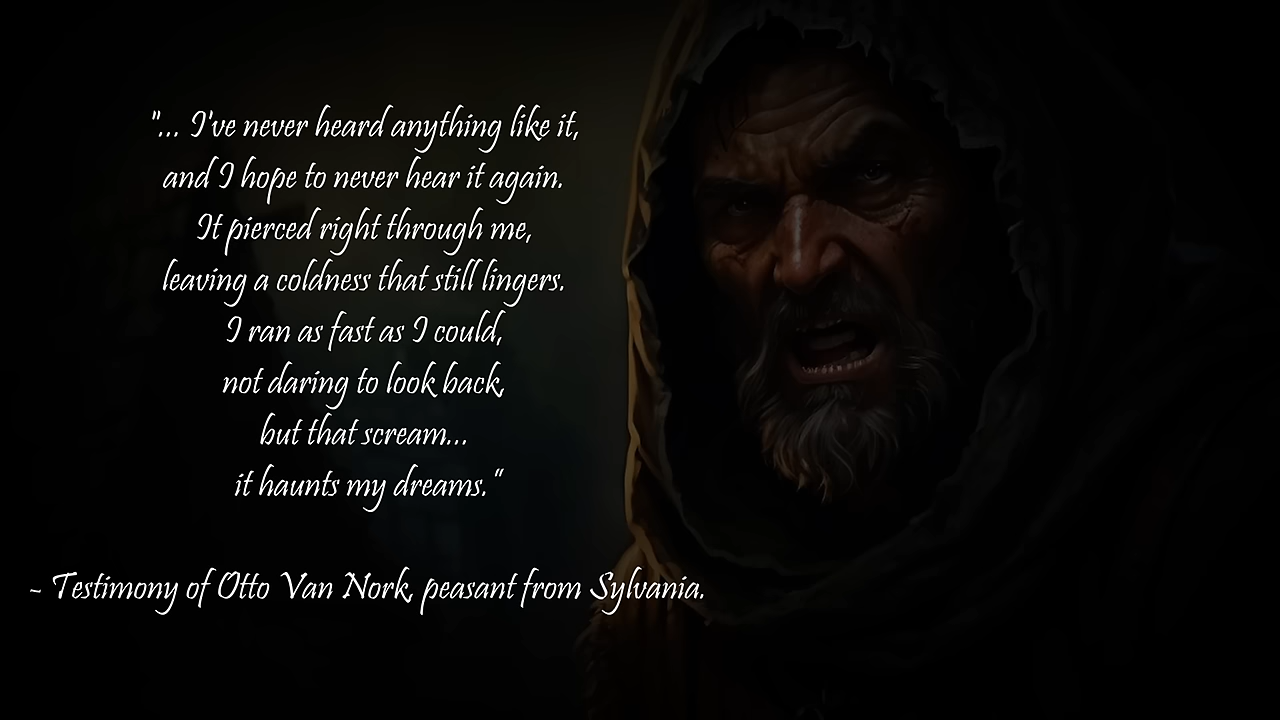 "... I've never heard anything like it,
and I hope to never hear it again.
It pierced right through me,
leaving a coldness that still lingers.
I ran as fast as I could,
not daring to look back,
but that scream...
it haunts my dreams."
~ Testimony of Otto Van Nork, peasant from Sylvania.